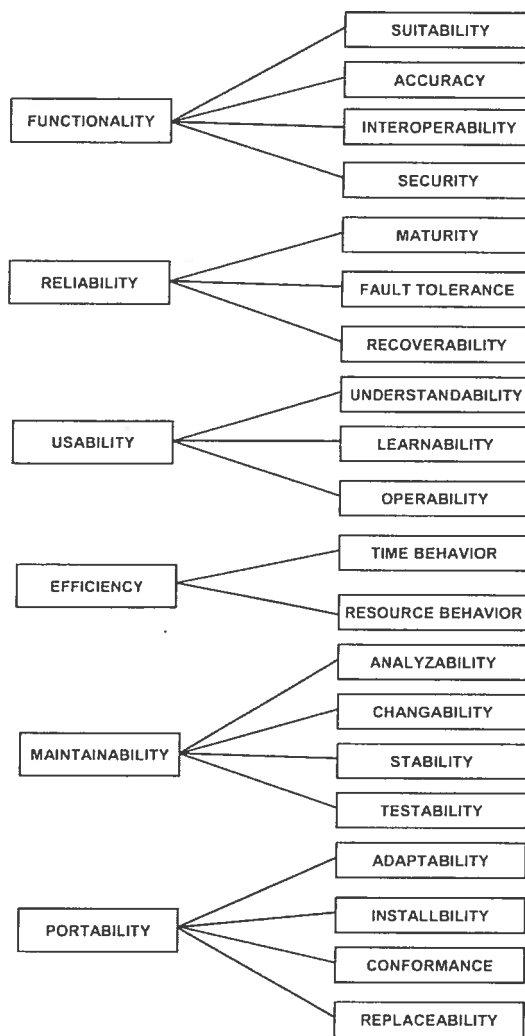 FUNCTIONALITY
SUITABILITY
ACCURACY
INTEROPERABILITY
SECURITY
RELIABILITY
MATURITY
FAULT TOLERANCE
RECOVERABILITY
USABILITY
UNDERSTANDABILITY
LEARNABILITY
OPERABILITY
EFFICIENCY
TIME BEHAVIOR
RESOURCE BEHAVIOR
MAINTAINABILITY
ANALYZABILITY
CHANGABILITY
STABILITY
TESTABILITY
PORTABILITY
ADAPTABILITY
INSTALLBILITY
CONFORMANCE
REPLACEABILITY